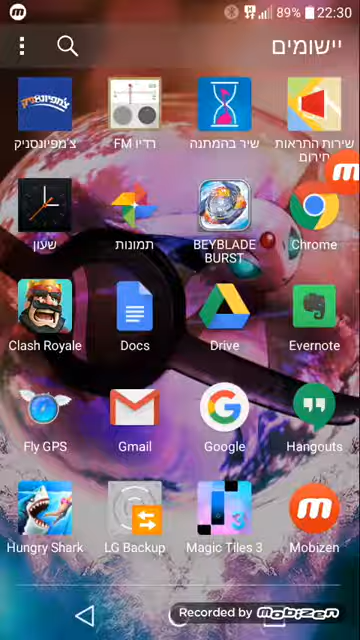 89% 22:30
יישומים
שירות התראות חירום
שיר בהמתנה
רדיו FM
צ'מפיונסניק
Chrome
BEYBLADE BURST
תמונות
שעון
Clash Royale
Docs
Drive
Evernote
Fly GPS
Gmail
Google
Hangouts
Hungry Shark
LG Backup
Magic Tiles 3
Mobizen
Recorded by mobizen